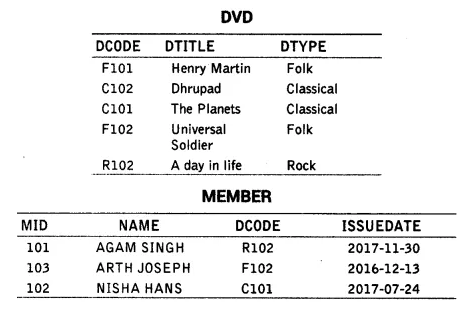 DVD
DCODE DTITLE DTYPE
F101 Henry Martin Folk
C102 Dhrupad Classical
C101 The Planets Classical
F102 Universal Soldier Folk
R102 A day in life Rock
MEMBER
MID NAME DCODE ISSUEDATE
101 AGAM SINGH R102 2017-11-30
103 ARTH JOSEPH F102 2016-12-13
102 NISHA HANS C101 2017-07-24